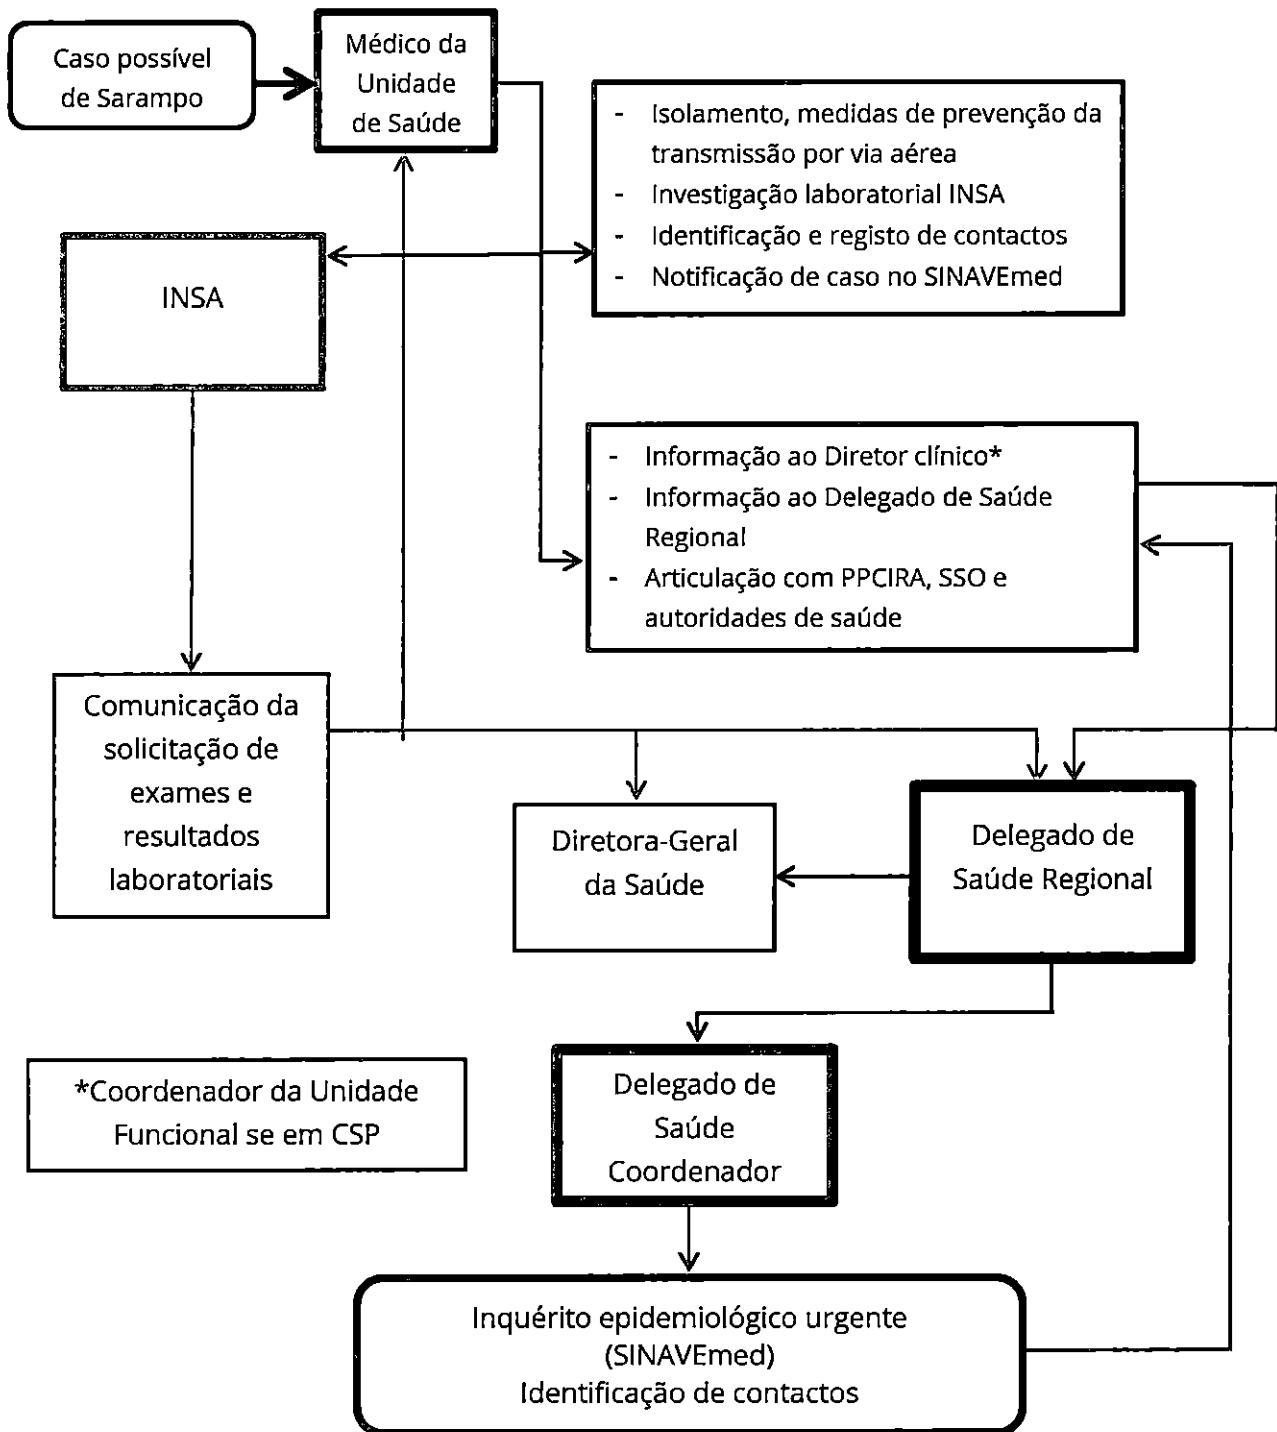 Caso possível
de Sarampo
Médico da
Unidade
de Saúde
- Isolamento, medidas de prevenção da
transmissão por via aérea
- Investigação laboratorial INSA
- Identificação e registo de contactos
- Notificação de caso no SINAVEmed
INSA
- Informação ao Diretor clínico*
- Informação ao Delegado de Saúde
Regional
- Articulação com PPCIRA, SSO e
autoridades de saúde
Comunicação da
solicitação de
exames e
resultados
laboratoriais
Diretora-Geral
da Saúde
Delegado de
Saúde Regional
*Coordenador da Unidade
Funcional se em CSP
Delegado de
Saúde
Coordenador
Inquérito epidemiológico urgente
(SINAVEmed)
Identificação de contactos